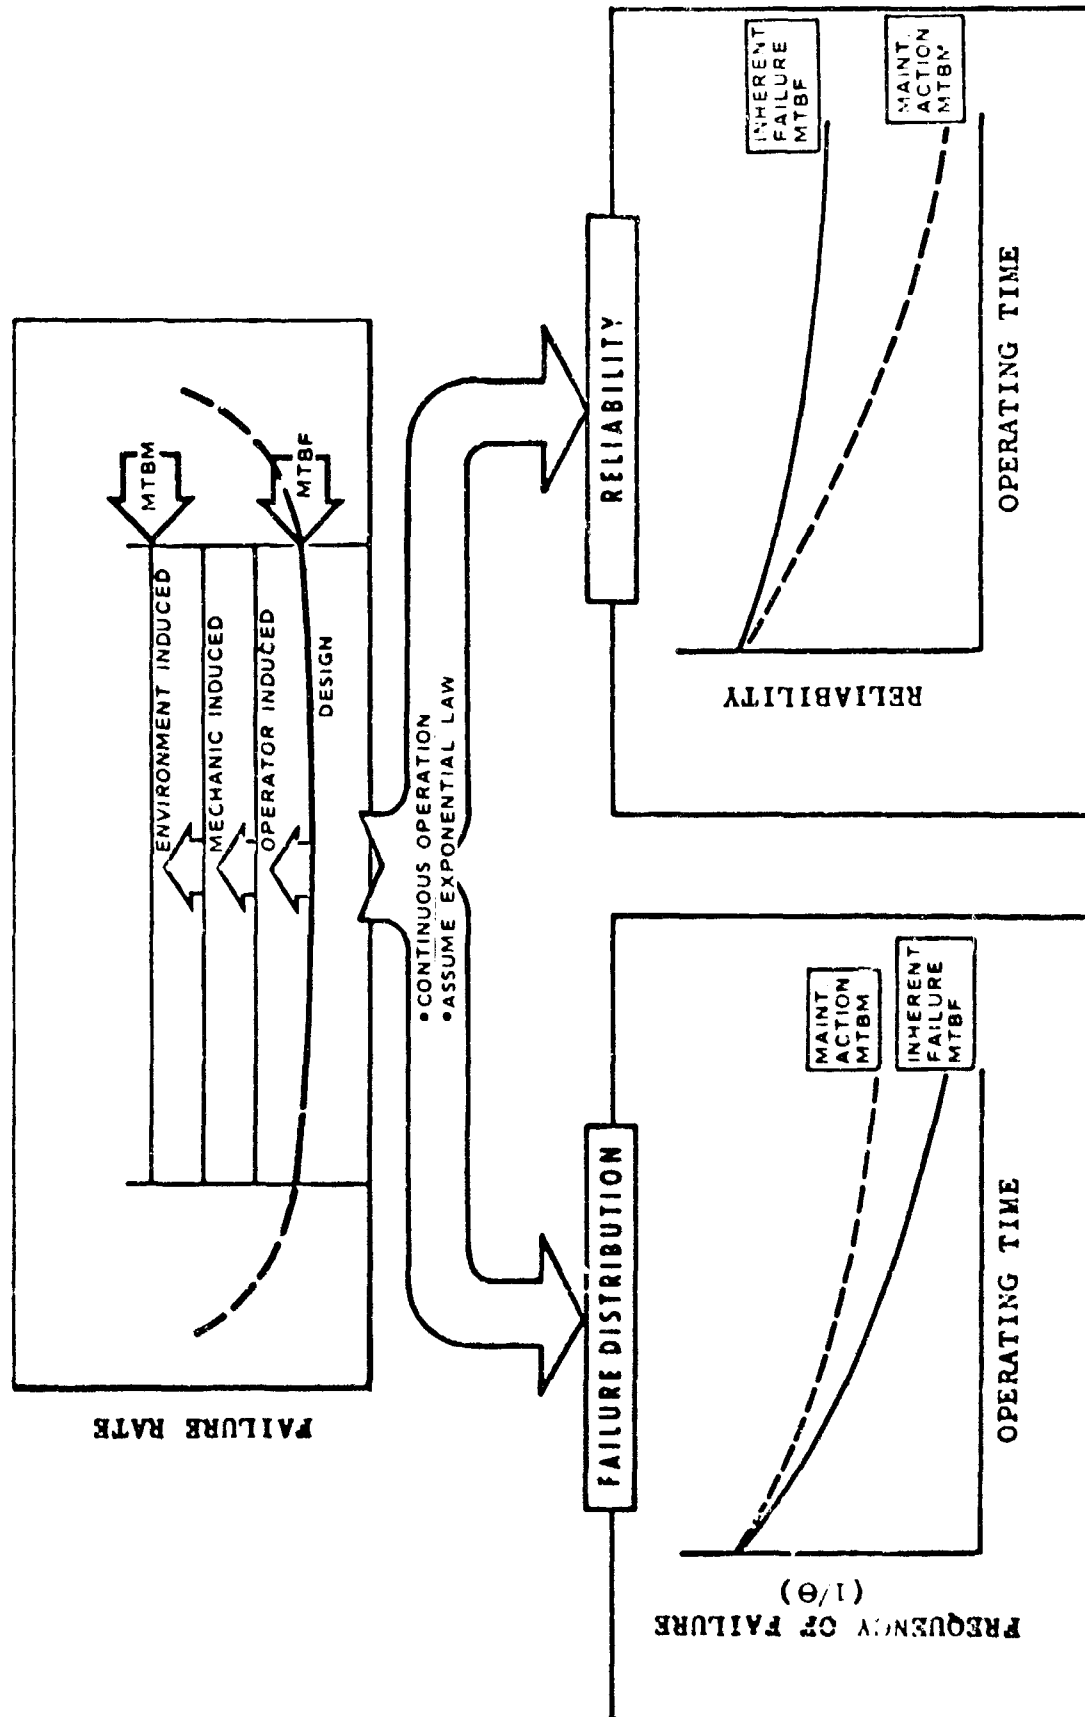 FAILURE RATE
MTBM
MTBF
ENVIRONMENT INDUCED
MECHANIC INDUCED
OPERATOR INDUCED
DESIGN
•CONTINUOUS OPERATION
•ASSUME EXPONENTIAL LAW
FAILURE DISTRIBUTION
FREQUENCY OF FAILURE
(1/Θ)
MAINT.
ACTION
MTBM
INHERENT
FAILURE
MTBF
OPERATING TIME
RELIABILITY
RELIABILITY
INHERENT
FAILURE
MTBF
MAINT.
ACTION
MTBM
OPERATING TIME